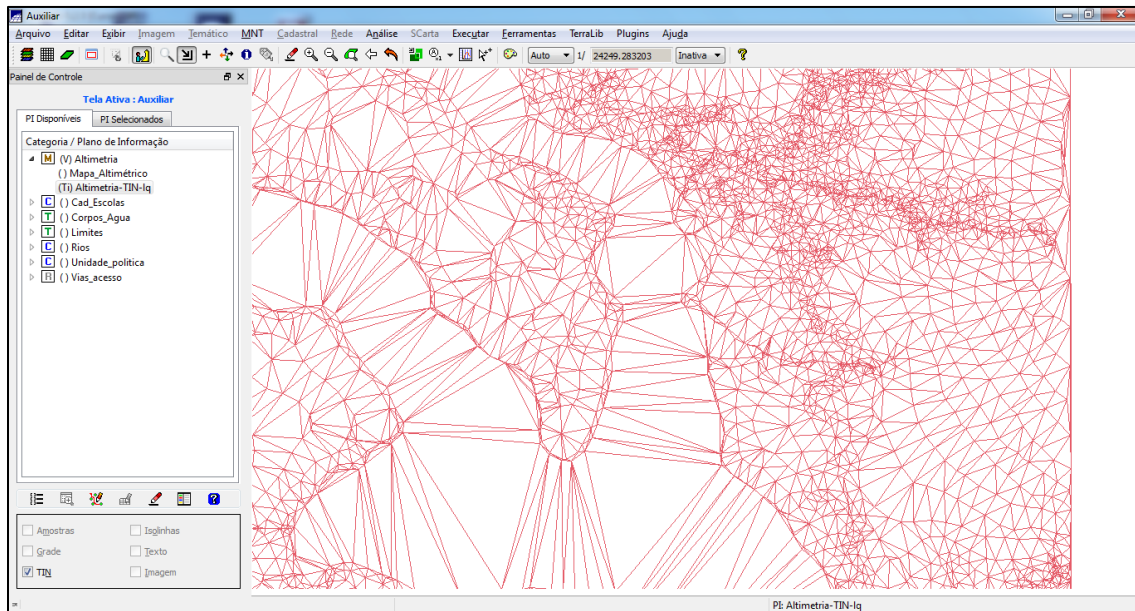 Auxiliar
Arquivo Editar Exibir Imagem Temático MNT Cadastral Rede Análise SCarta Executar Ferramentas TerraLib Plugins Ajuda
Auto 1/ 24249.283203 Inativa
Painel de Controle
Tela Ativa : Auxiliar
PI Disponíveis PI Selecionados
Categoria / Plano de Informação
M (V) Altimetria
( ) Mapa_Altimétrico
(Ti) Altimetria-TIN-lq
C ( ) Cad_Escolas
T ( ) Corpos_Agua
T ( ) Limites
C ( ) Rios
C ( ) Unidade_politica
R ( ) Vias_acesso
Amostras Isolinhas
Grade Texto
TIN Imagem
PI: Altimetria-TIN-lq